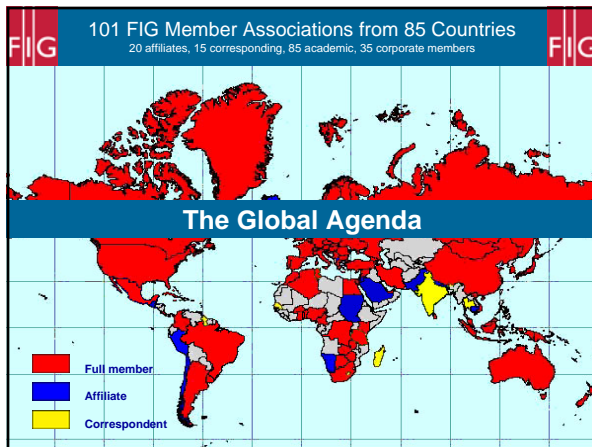 FIG
101 FIG Member Associations from 85 Countries
20 affiliates, 15 corresponding, 85 academic, 35 corporate members
FIG
The Global Agenda
Full member
Affiliate
Correspondent